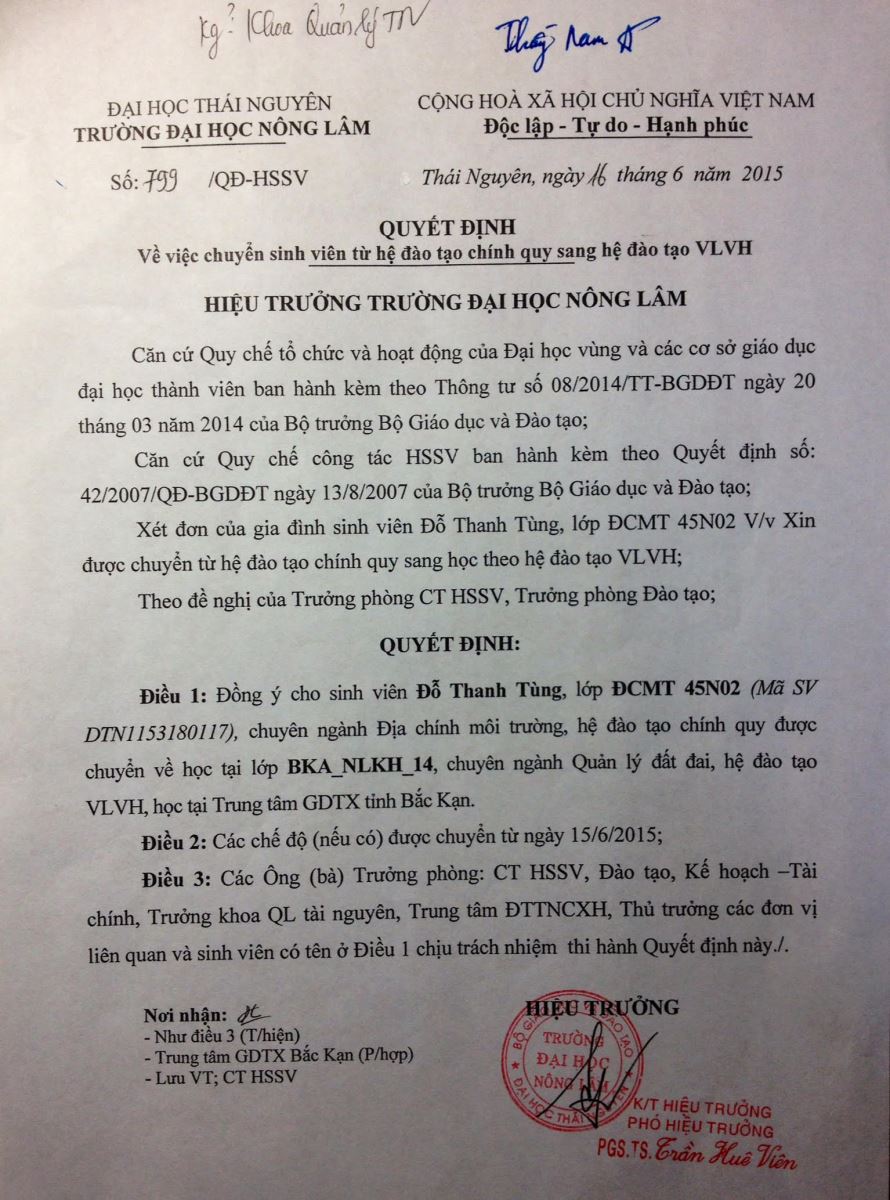 Kg? Khoa Quản lý TN
Thầy Nam
ĐẠI HỌC THÁI NGUYÊN
TRƯỜNG ĐẠI HỌC NÔNG LÂM
CỘNG HOÀ XÃ HỘI CHỦ NGHĨA VIỆT NAM
Độc lập - Tự do - Hạnh phúc
Số: 799 /QĐ-HSSV
Thái Nguyên, ngày 16 tháng 6 năm 2015
QUYẾT ĐỊNH
Về việc chuyển sinh viên từ hệ đào tạo chính quy sang hệ đào tạo VLVH
HIỆU TRƯỞNG TRƯỜNG ĐẠI HỌC NÔNG LÂM
Căn cứ Quy chế tổ chức và hoạt động của Đại học vùng và các cơ sở giáo dục
đại học thành viên ban hành kèm theo Thông tư số 08/2014/TT-BGDĐT ngày 20
tháng 03 năm 2014 của Bộ trưởng Bộ Giáo dục và Đào tạo;
Căn cứ Quy chế công tác HSSV ban hành kèm theo Quyết định số:
42/2007/QĐ-BGDĐT ngày 13/8/2007 của Bộ trưởng Bộ Giáo dục và Đào tạo;
Xét đơn của gia đình sinh viên Đỗ Thanh Tùng, lớp ĐCMT 45N02 V/v Xin
được chuyển từ hệ đào tạo chính quy sang học theo hệ đào tạo VLVH;
Theo đề nghị của Trưởng phòng CT HSSV, Trưởng phòng Đào tạo;
QUYẾT ĐỊNH:
Điều 1: Đồng ý cho sinh viên Đỗ Thanh Tùng, lớp ĐCMT 45N02 (Mã SV
DTN1153180117), chuyên ngành Địa chính môi trường, hệ đào tạo chính quy được
chuyển về học tại lớp BKA_NLKH_14, chuyên ngành Quản lý đất đai, hệ đào tạo
VLVH, học tại Trung tâm GDTX tỉnh Bắc Kạn.
Điều 2: Các chế độ (nếu có) được chuyển từ ngày 15/6/2015;
Điều 3: Các Ông (bà) Trưởng phòng: CT HSSV, Đào tạo, Kế hoạch –Tài
chính, Trưởng khoa QL tài nguyên, Trung tâm ĐTTNCXH, Thủ trưởng các đơn vị
liên quan và sinh viên có tên ở Điều 1 chịu trách nhiệm thi hành Quyết định này./.
Nơi nhận:
- Như điều 3 (T/hiện)
- Trung tâm GDTX Bắc Kạn (P/hợp)
- Lưu VT; CT HSSV
HIỆU TRƯỞNG
TRƯỜNG
ĐẠI HỌC
NÔNG LÂM
ĐẠI HỌC THÁI NGUYÊN
K/T HIỆU TRƯỞNG
PHÓ HIỆU TRƯỞNG
PGS.TS. Trần Huê Viên